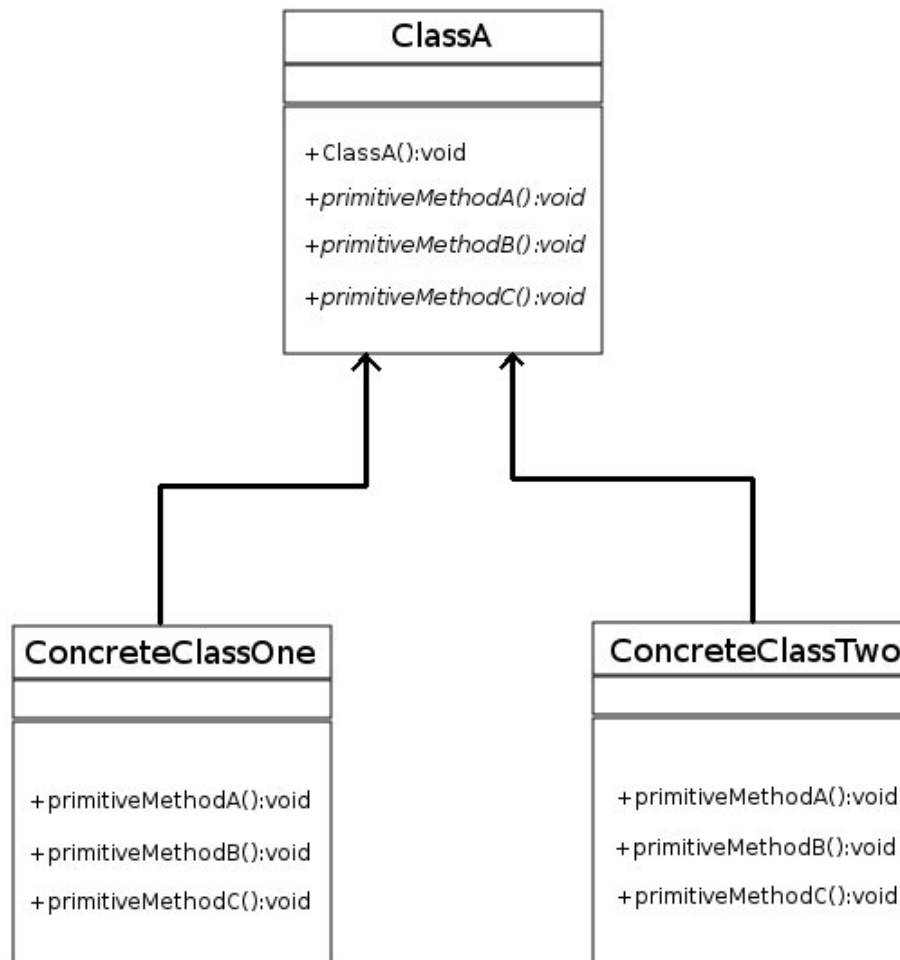 ClassA
+ClassA():void
+primitiveMethodA():void
+primitiveMethodB():void
+primitiveMethodC():void
ConcreteClassOne
+primitiveMethodA():void
+primitiveMethodB():void
+primitiveMethodC():void
ConcreteClassTwo
+primitiveMethodA():void
+primitiveMethodB():void
+primitiveMethodC():void